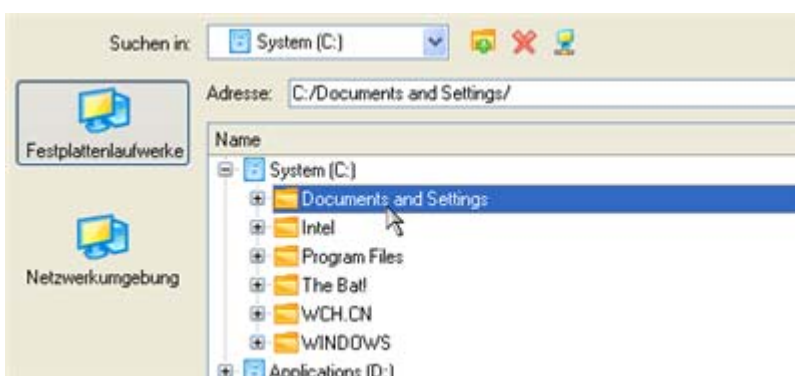 Suchen in: System (C:)
Adresse: C:/Documents and Settings/
Festplattenlaufwerke
Netzwerkumgebung
Name
System (C:)
Documents and Settings
Intel
Program Files
The Bat!
WCH.CN
WINDOWS
Applications (D:)